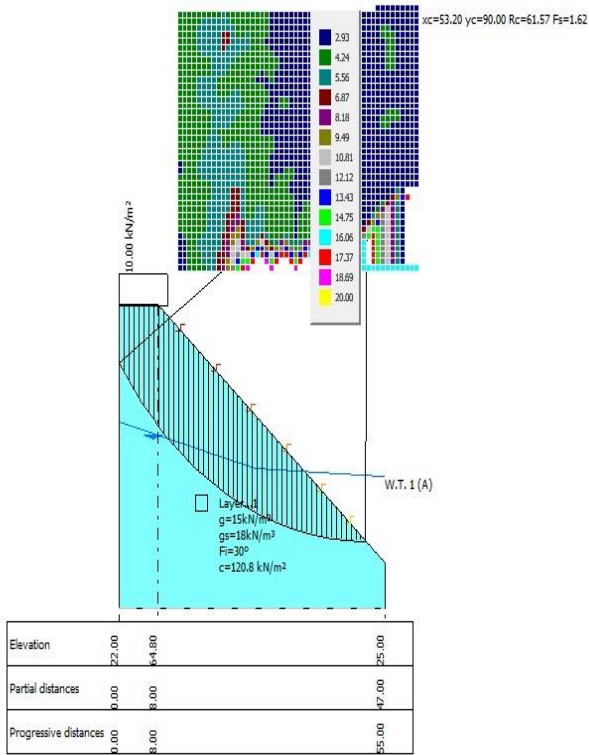 xc=53.20 yc=90.00 Rc=61.57 Fs=1.62
2.93
4.24
5.56
6.87
8.18
9.49
10.81
12.12
13.43
14.75
16.06
17.37
18.69
20.00
10.00 kN/m²
W.T. 1 (A)
Layer 1
g=15kN/m³
gs=18kN/m³
Fi=30°
c=120.8 kN/m²
Elevation 22.00 64.80 25.00
Partial distances 0.00 8.00 47.00
Progressive distances 0.00 8.00 55.00